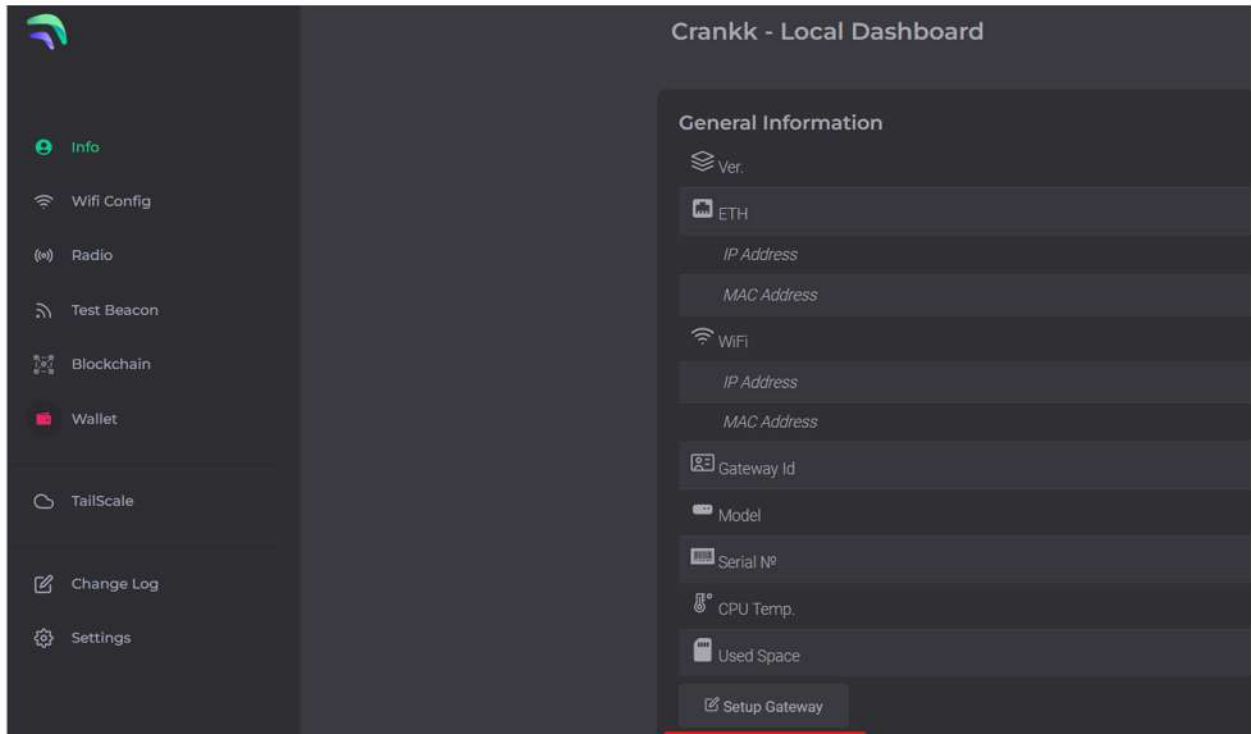 Crankk - Local Dashboard
Info
Wifi Config
Radio
Test Beacon
Blockchain
Wallet
TailScale
Change Log
Settings
General Information
Ver.
ETH
IP Address
MAC Address
WiFi
IP Address
MAC Address
Gateway Id
Model
Serial Nº
CPU Temp.
Used Space
Setup Gateway